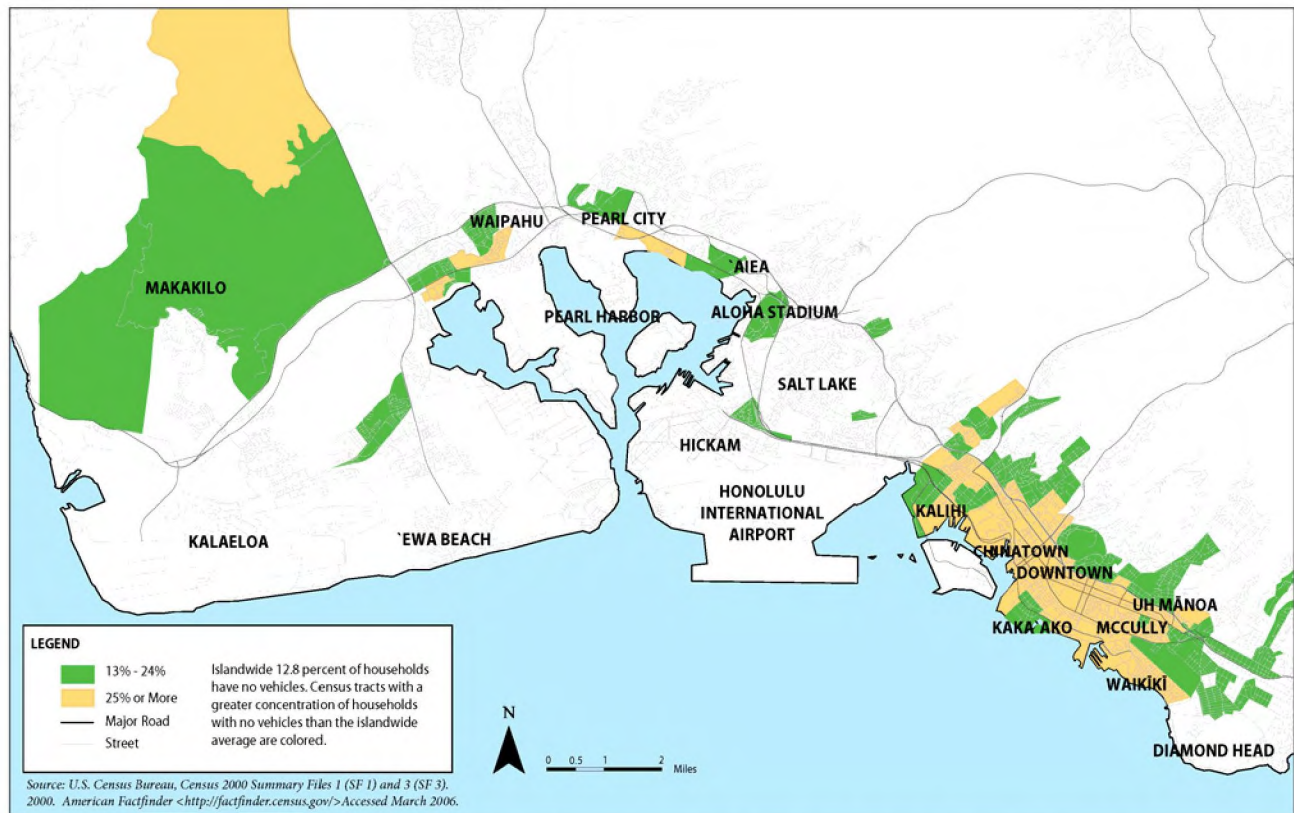 WAIPAHU
PEARL CITY
`AIEA
MAKAKILO
PEARL HARBOR
ALOHA STADIUM
SALT LAKE
HICKAM
HONOLULU
INTERNATIONAL
AIRPORT
KALIHI
KALAELOA
`EWA BEACH
CHINATOWN
DOWNTOWN
UH MĀNOA
KAKA`AKO
MCCULLY
WAIKĪKĪ
DIAMOND HEAD
LEGEND
13% - 24%
25% or More
Major Road
Street
Islandwide 12.8 percent of households
have no vehicles. Census tracts with a
greater concentration of households
with no vehicles than the islandwide
average are colored.
N
0 0.5 1 2
Miles
Source: U.S. Census Bureau, Census 2000 Summary Files 1 (SF 1) and 3 (SF 3).
2000. American Factfinder <http://factfinder.census.gov/>Accessed March 2006.